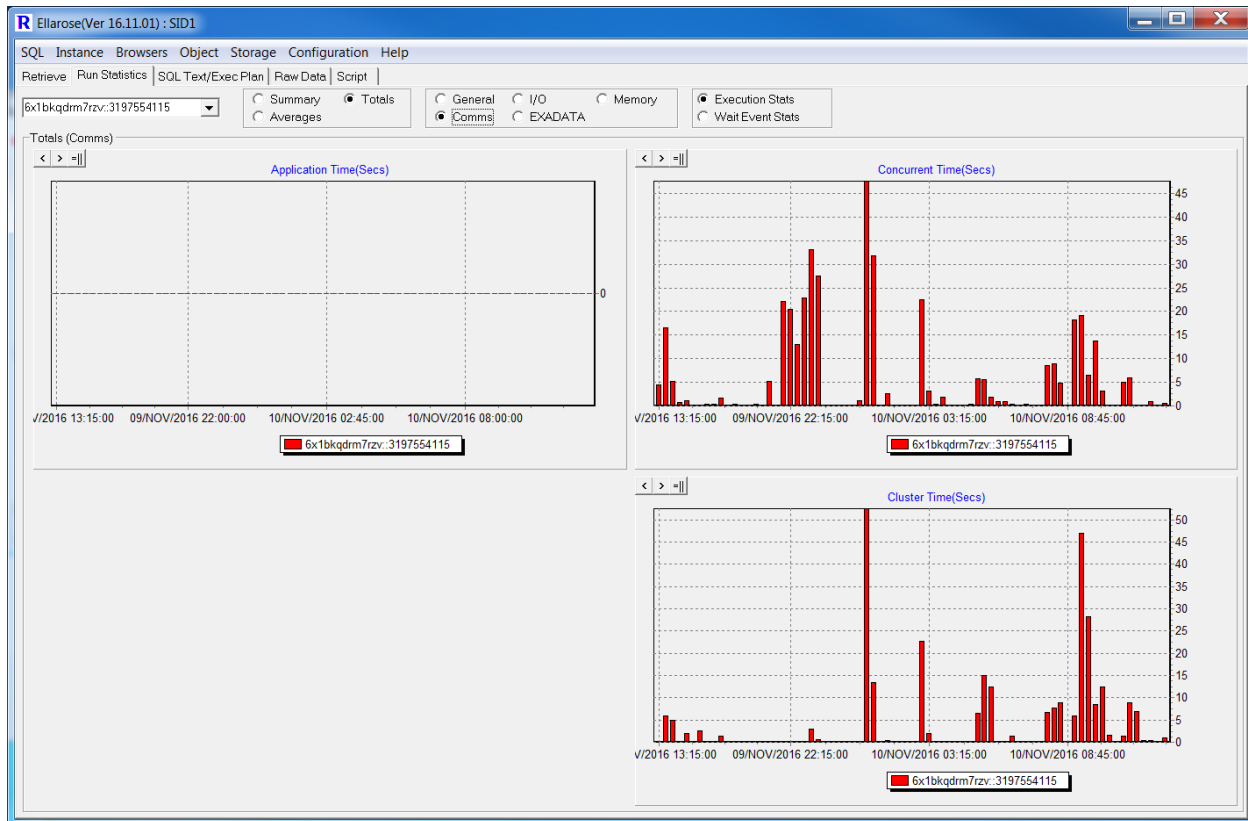 R Ellarose(Ver 16.11.01) : SID1
SQL Instance Browsers Object Storage Configuration Help
Retrieve Run Statistics SQL Text/Exec Plan Raw Data Script
6x1bkqdrm7rzv::3197554115
Summary Totals
Averages
General I/O Memory
Comms EXADATA
Execution Stats
Wait Event Stats
Totals (Comms)
< > =||
Application Time(Secs)
0
V/2016 13:15:00 09/NOV/2016 22:00:00 10/NOV/2016 02:45:00 10/NOV/2016 08:00:00
6x1bkqdrm7rzv::3197554115
< > =||
Concurrent Time(Secs)
45
40
35
30
25
20
15
10
5
0
V/2016 13:15:00 09/NOV/2016 22:15:00 10/NOV/2016 03:15:00 10/NOV/2016 08:45:00
6x1bkqdrm7rzv::3197554115
< > =||
Cluster Time(Secs)
50
45
40
35
30
25
20
15
10
5
0
V/2016 13:15:00 09/NOV/2016 22:15:00 10/NOV/2016 03:15:00 10/NOV/2016 08:45:00
6x1bkqdrm7rzv::3197554115